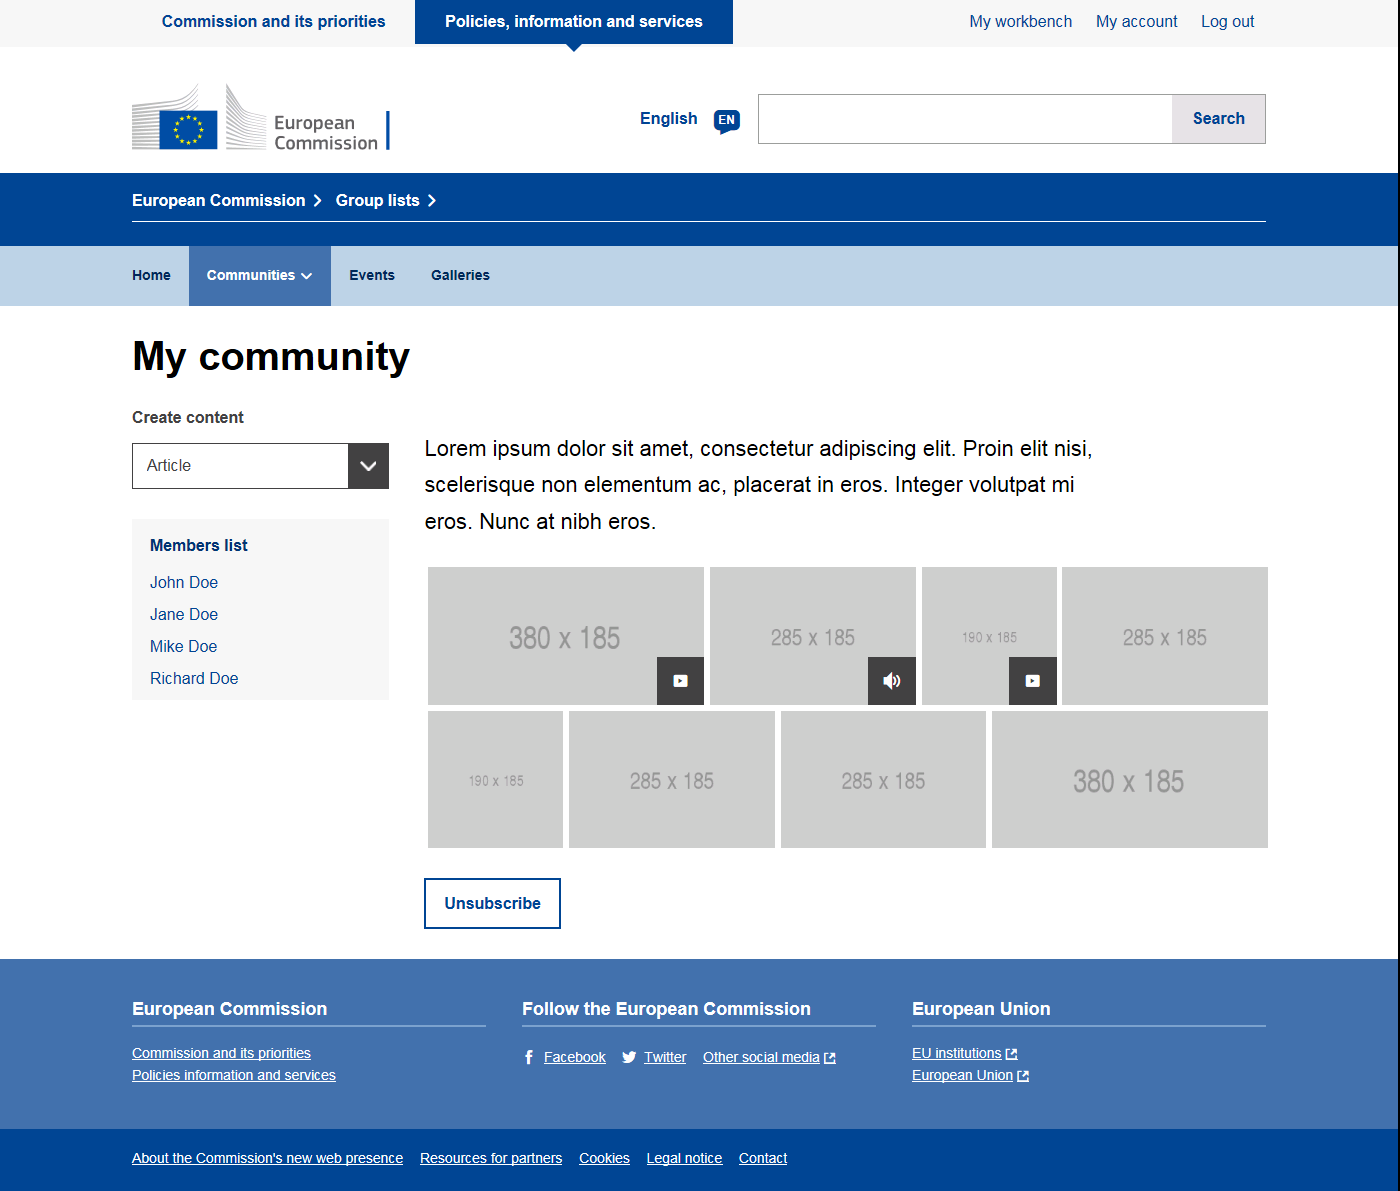 Commission and its priorities
Policies, information and services
My workbench
My account
Log out
European
Commission
English
EN
Search
European Commission
Group lists
Home
Communities
Events
Galleries
My community
Create content
Article
Members list
John Doe
Jane Doe
Mike Doe
Richard Doe
Lorem ipsum dolor sit amet, consectetur adipiscing elit. Proin elit nisi,
scelerisque non elementum ac, placerat in eros. Integer volutpat mi
eros. Nunc at nibh eros.
380 x 185
285 x 185
190 x 185
285 x 185
190 x 185
285 x 185
285 x 185
380 x 185
Unsubscribe
European Commission
Commission and its priorities
Policies information and services
Follow the European Commission
Facebook
Twitter
Other social media
European Union
EU institutions
European Union
About the Commission's new web presence
Resources for partners
Cookies
Legal notice
Contact